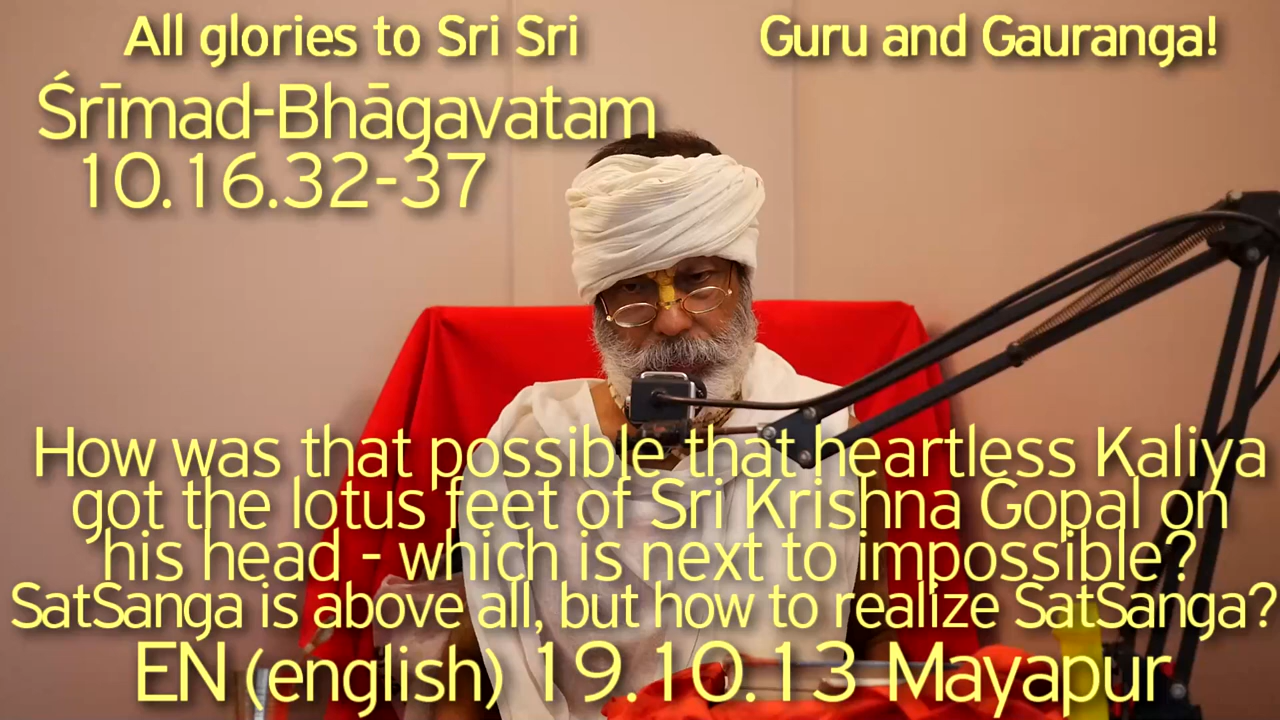 All glories to Sri Sri Guru and Gauranga!
Śrīmad-Bhāgavatam
10.16.32-37
How was that possible that heartless Kaliya
got the lotus feet of Sri Krishna Gopal on
his head - which is next to impossible?
SatSanga is above all, but how to realize SatSanga?
EN (english) 19.10.13 Mayapur